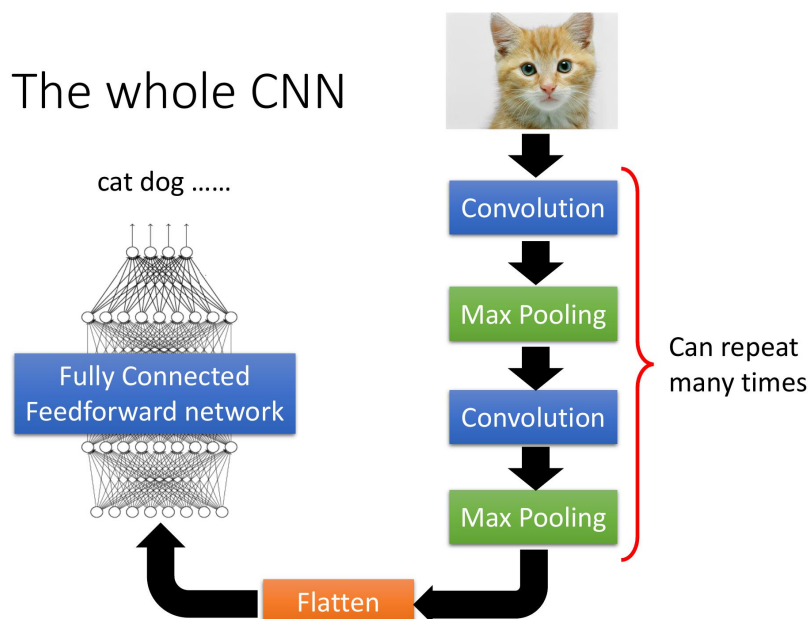 The whole CNN
cat dog ……
Convolution
Max Pooling
Convolution
Max Pooling
Can repeat
many times
Flatten
Fully Connected
Feedforward network